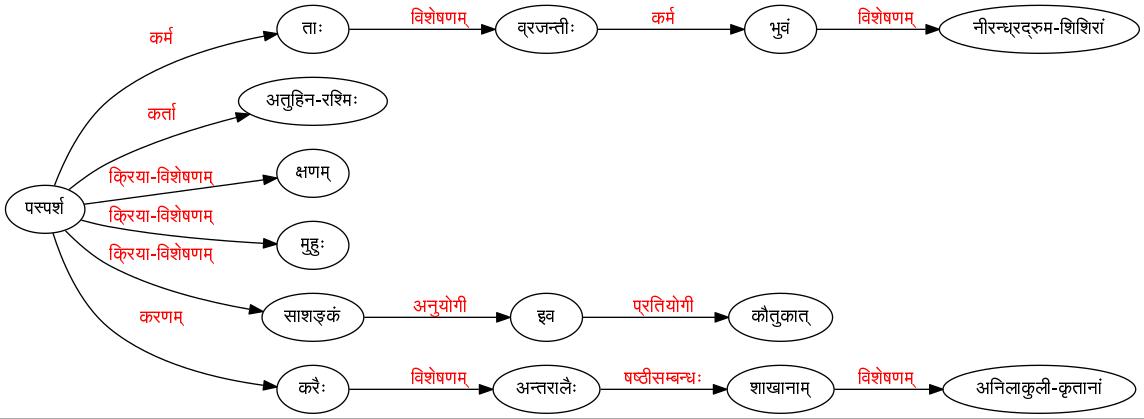 पस्पर्श
कर्म
ताः
विशेषणम्
व्रजन्तीः
कर्म
भुवं
विशेषणम्
नीरन्ध्रद्रुम-शिशिरां
कर्ता
अतुहिन-रश्मिः
क्रिया-विशेषणम्
क्षणम्
क्रिया-विशेषणम्
मुहुः
क्रिया-विशेषणम्
साशङ्कं
अनुयोगी
इव
प्रतियोगी
कौतुकात्
करणम्
करैः
विशेषणम्
अन्तरालैः
षष्ठीसम्बन्धः
शाखानाम्
विशेषणम्
अनिलाकुली-कृतानां